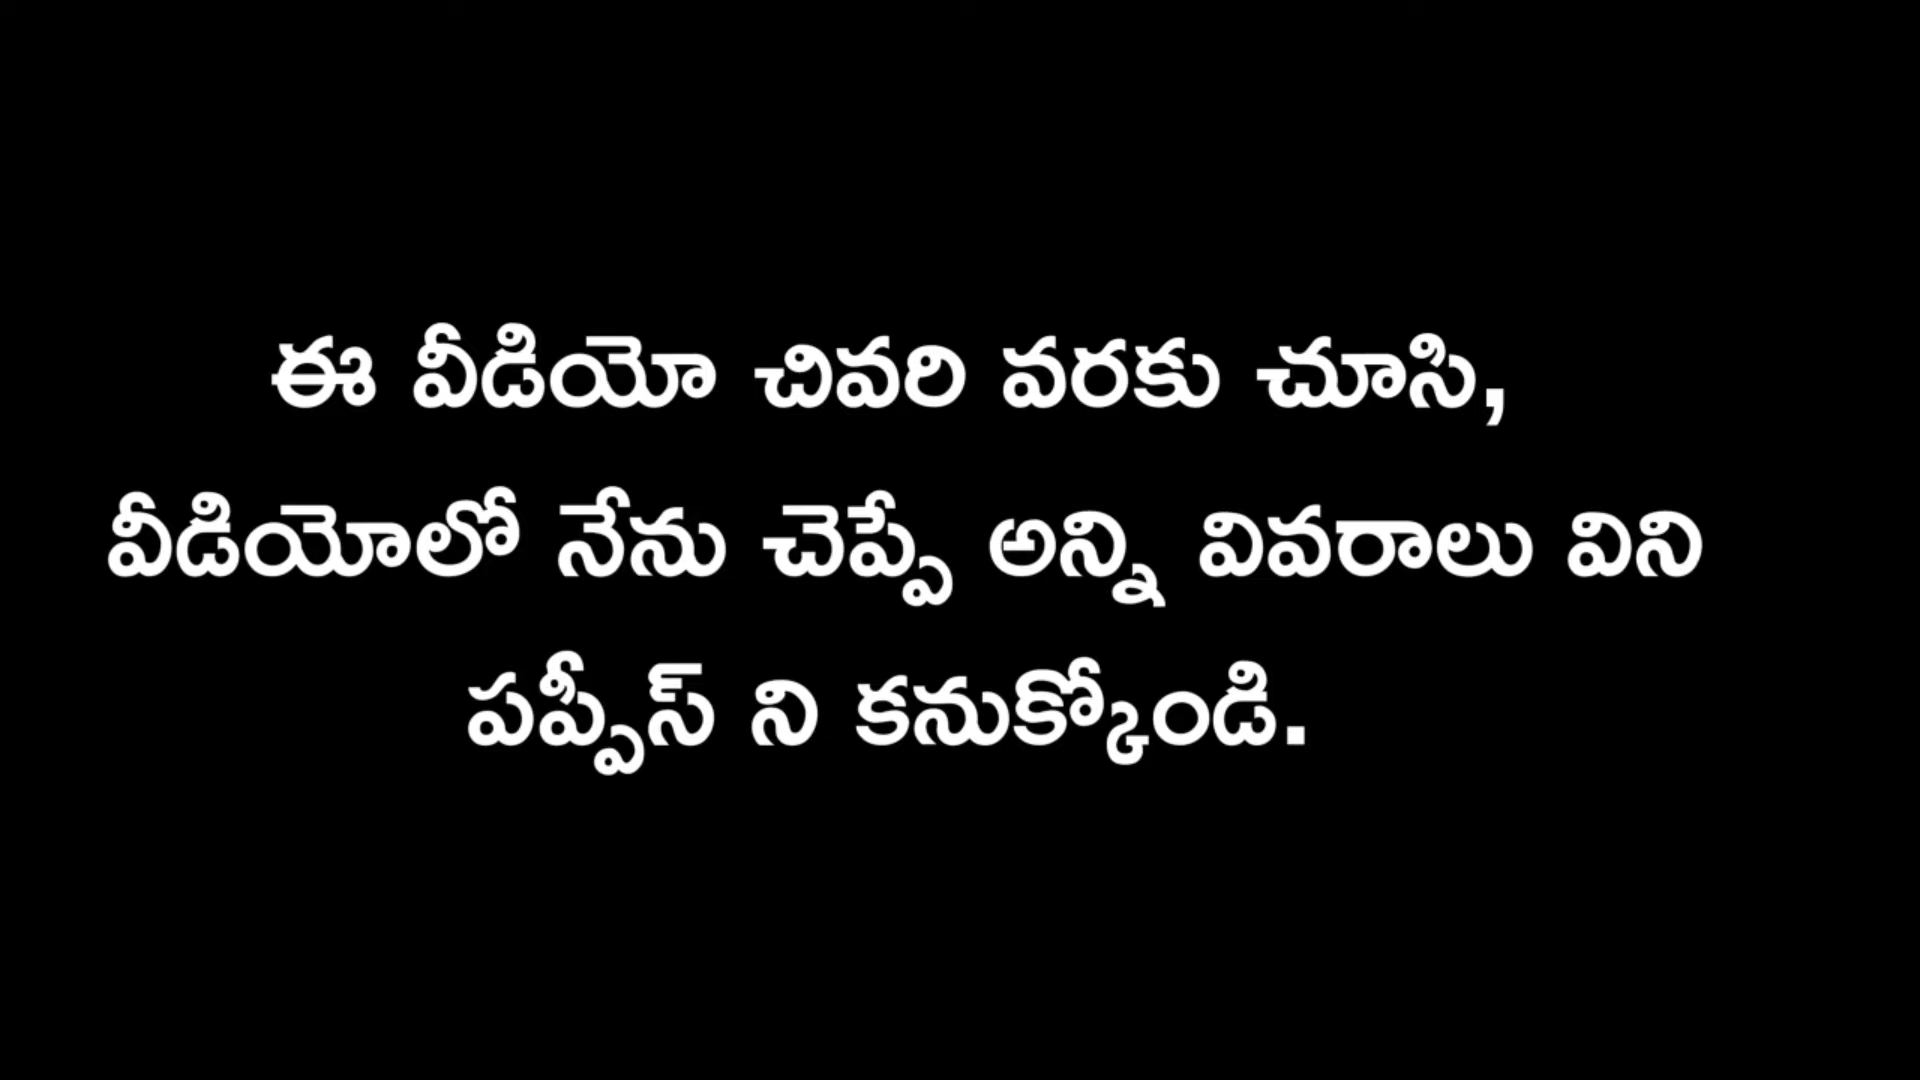 ఈ వీడియో చివరి వరకు చూసి,
వీడియోలో నేను చెప్పే అన్ని వివరాలు విని
పప్పీస్ ని కనుక్కోండి.